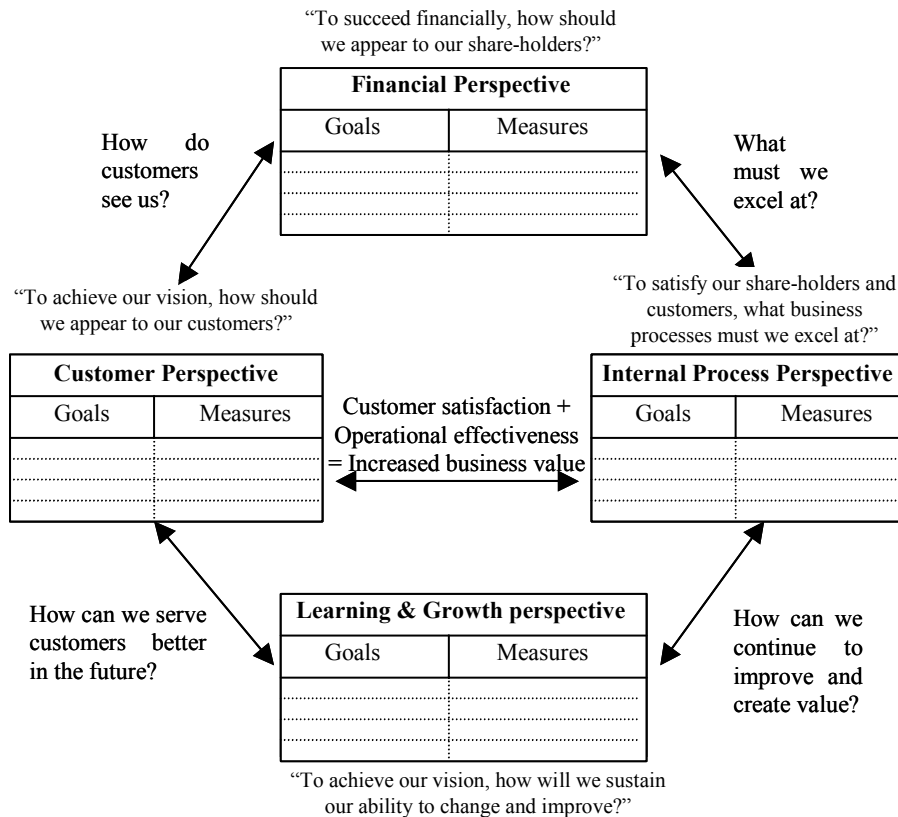 “To succeed financially, how should
we appear to our share-holders?”
Financial Perspective
Goals Measures
How do
customers
see us?
What
must we
excel at?
“To achieve our vision, how should
we appear to our customers?”
“To satisfy our share-holders and
customers, what business
processes must we excel at?”
Customer Perspective
Goals Measures
Customer satisfaction +
Operational effectiveness
= Increased business value
Internal Process Perspective
Goals Measures
How can we serve
customers better
in the future?
Learning & Growth perspective
Goals Measures
How can we
continue to
improve and
create value?
“To achieve our vision, how will we sustain
our ability to change and improve?”